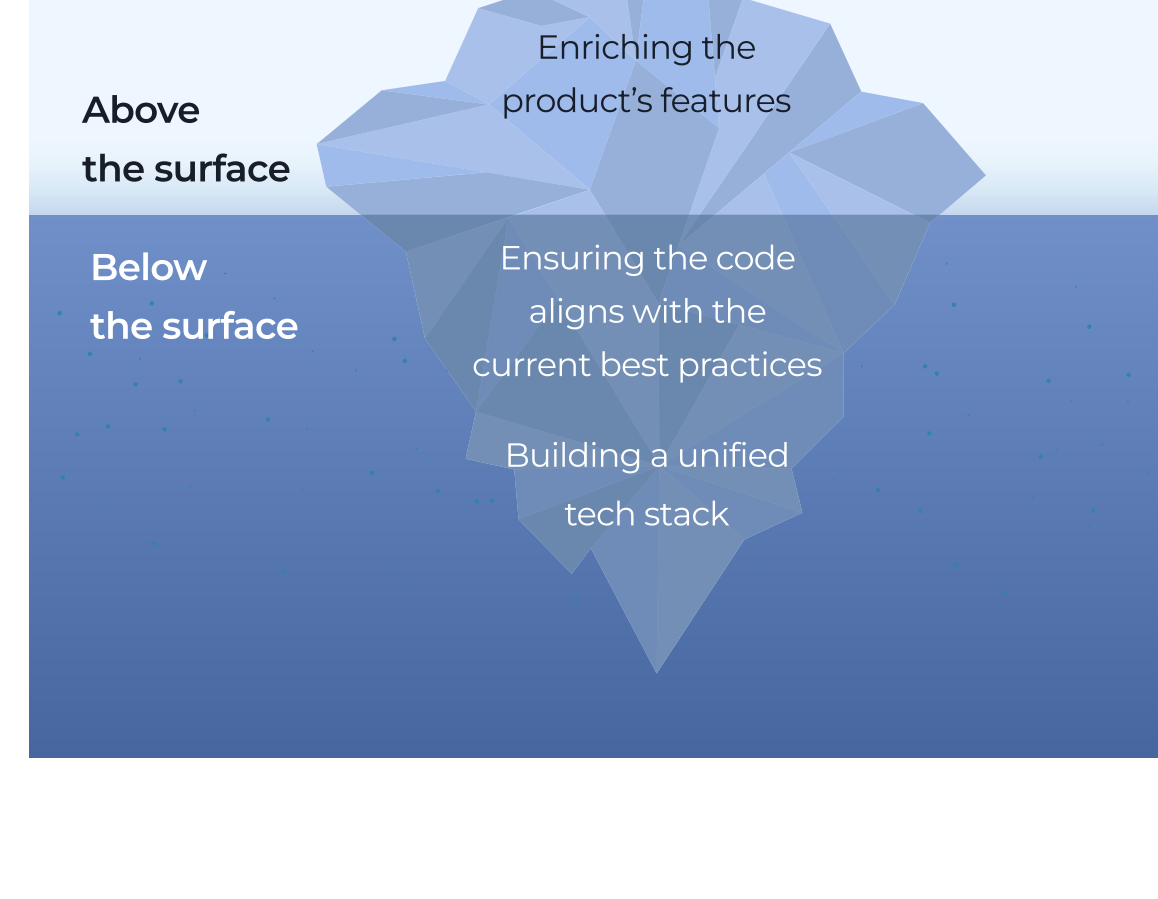 Enriching the
product’s features
Above
the surface
Below
the surface
Ensuring the code
aligns with the
current best practices
Building a unified
tech stack